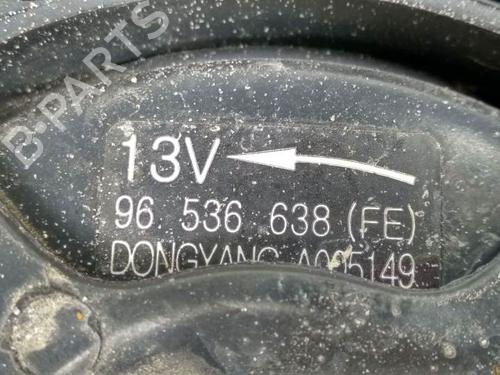 B-PARTS
13V
96 536 638 (FE)
DONGYANG A005149